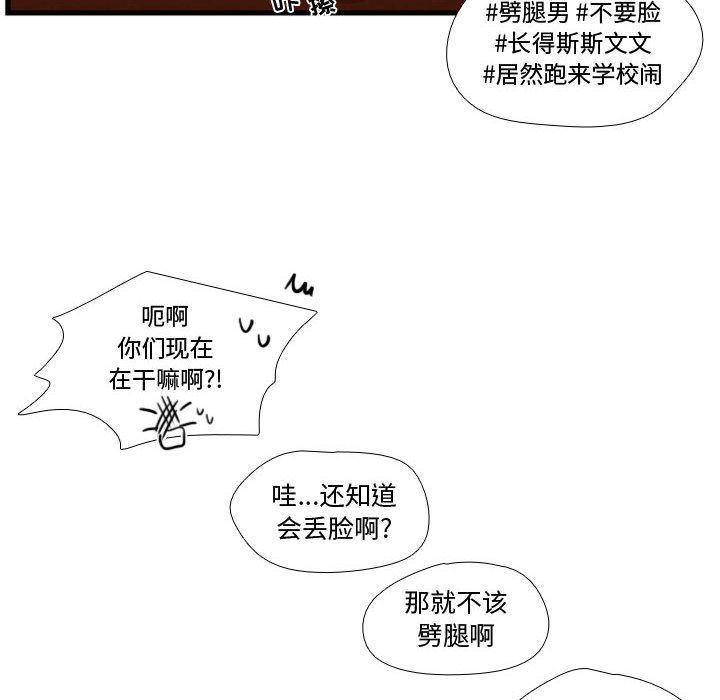 #劈腿男 #不要脸
#长得斯斯文文
#居然跑来学校闹
呃啊
你们现在
在干嘛啊?!
哇...还知道
会丢脸啊?
那就不该
劈腿啊